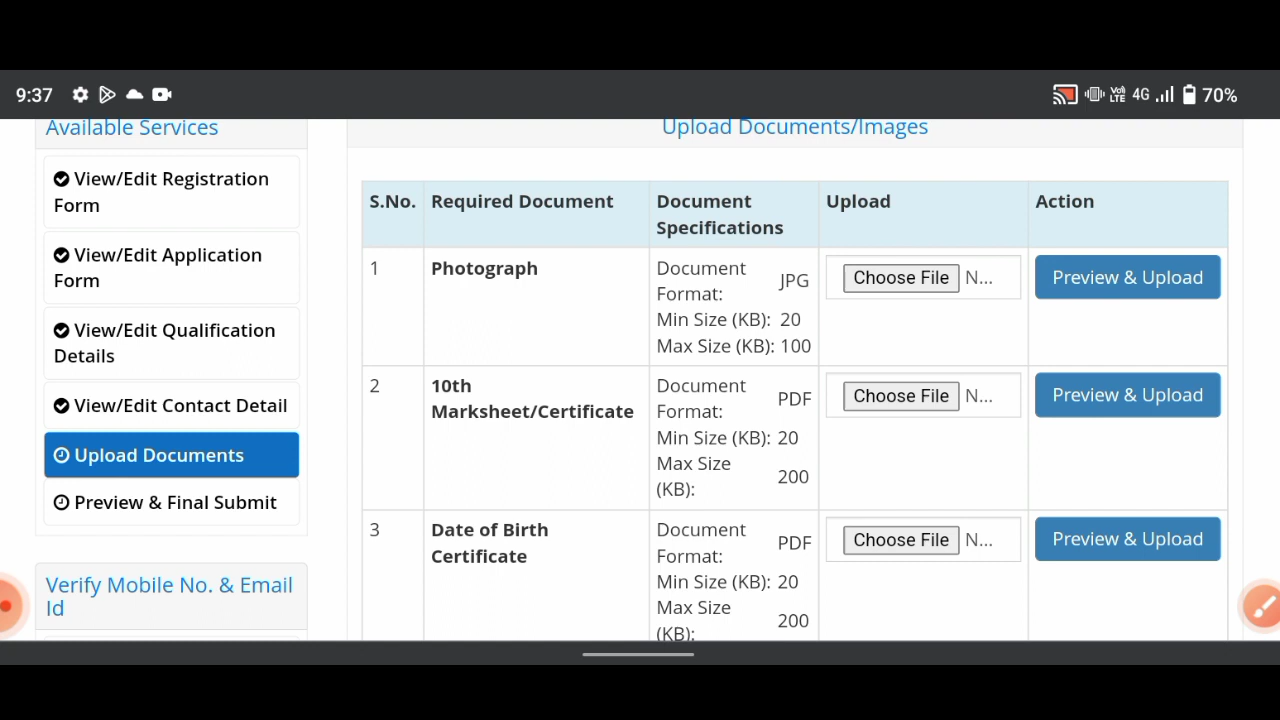 9:37
VoI LTE 4G 70%
Available Services
View/Edit Registration
Form
View/Edit Application
Form
View/Edit Qualification
Details
View/Edit Contact Detail
Upload Documents
Preview & Final Submit
Verify Mobile No. & Email
Id
Upload Documents/Images
S.No. Required Document Document Upload Action
Specifications
1 Photograph Document JPG Choose File N... Preview & Upload
Format:
Min Size (KB): 20
Max Size (KB): 100
2 10th Document PDF Choose File N... Preview & Upload
Marksheet/Certificate Format:
Min Size (KB): 20
Max Size 200
(KB):
3 Date of Birth Document PDF Choose File N... Preview & Upload
Certificate Format:
Min Size (KB): 20
Max Size 200
(KB):